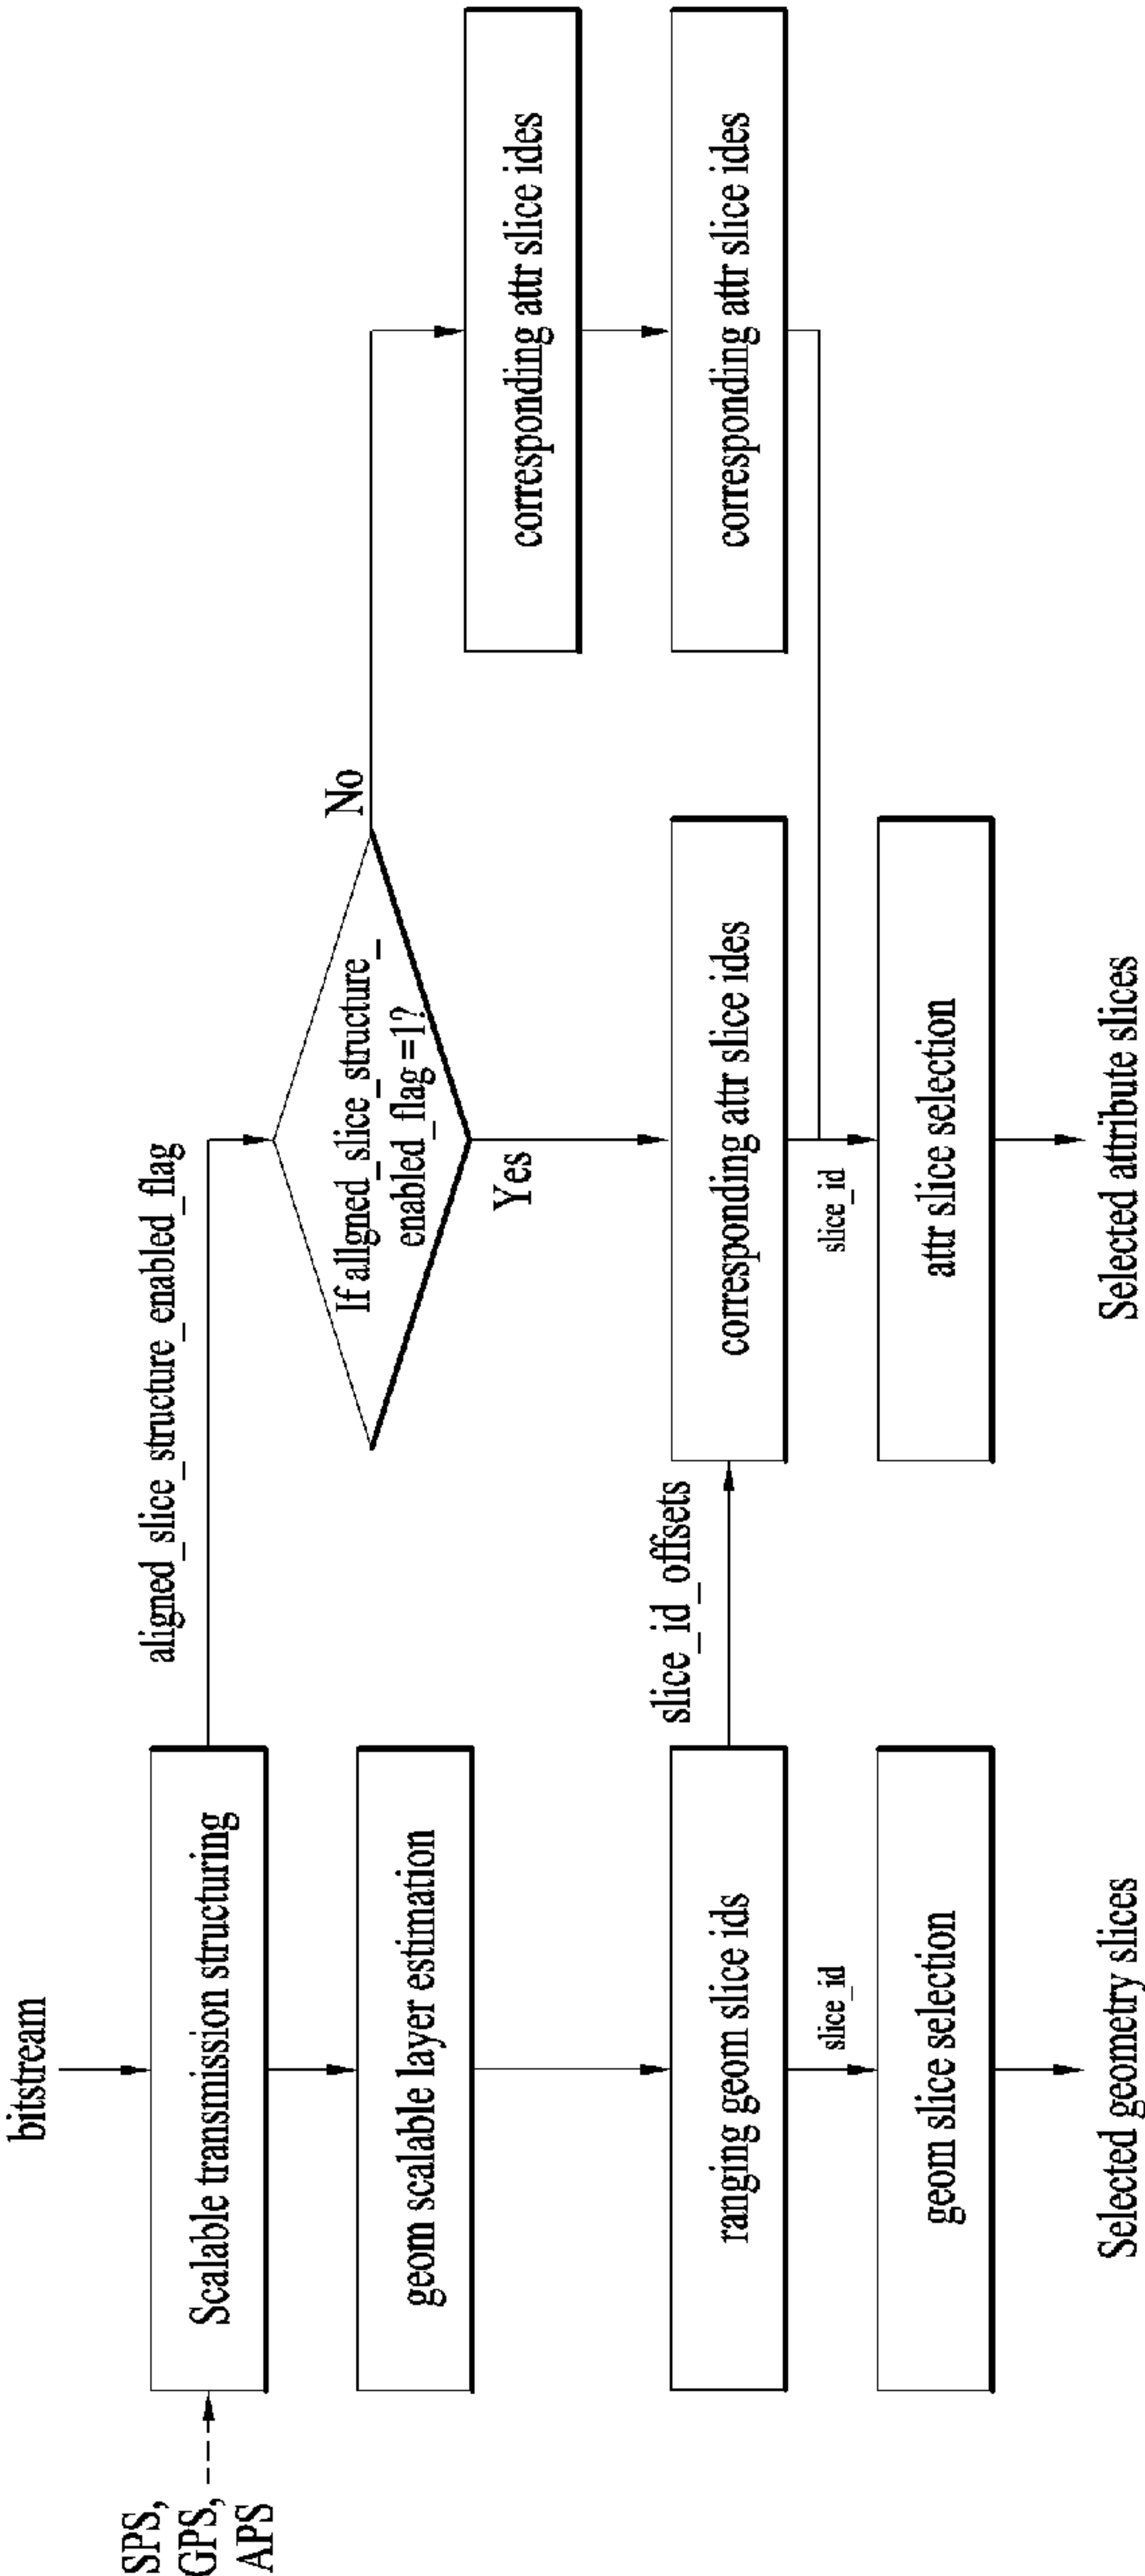 bitstream
SPS,
GPS,
APS
Scalable transmission structuring
aligned_slice_structure_enabled_flag
geom scalable layer estimation
If allgned_slice_structure_
enabled_flag =1?
No
Yes
corresponding attr slice ides
ranging geom slice ids
slice_id_offsets
corresponding attr slice ides
corresponding attr slice ides
slice_id
slice_id
geom slice selection
attr slice selection
Selected geometry slices
Selected attribute slices